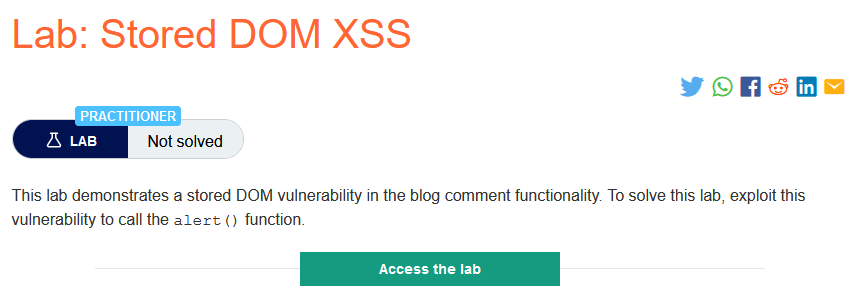 Lab: Stored DOM XSS
PRACTITIONER
LAB
Not solved
This lab demonstrates a stored DOM vulnerability in the blog comment functionality. To solve this lab, exploit this
vulnerability to call the alert() function.
Access the lab